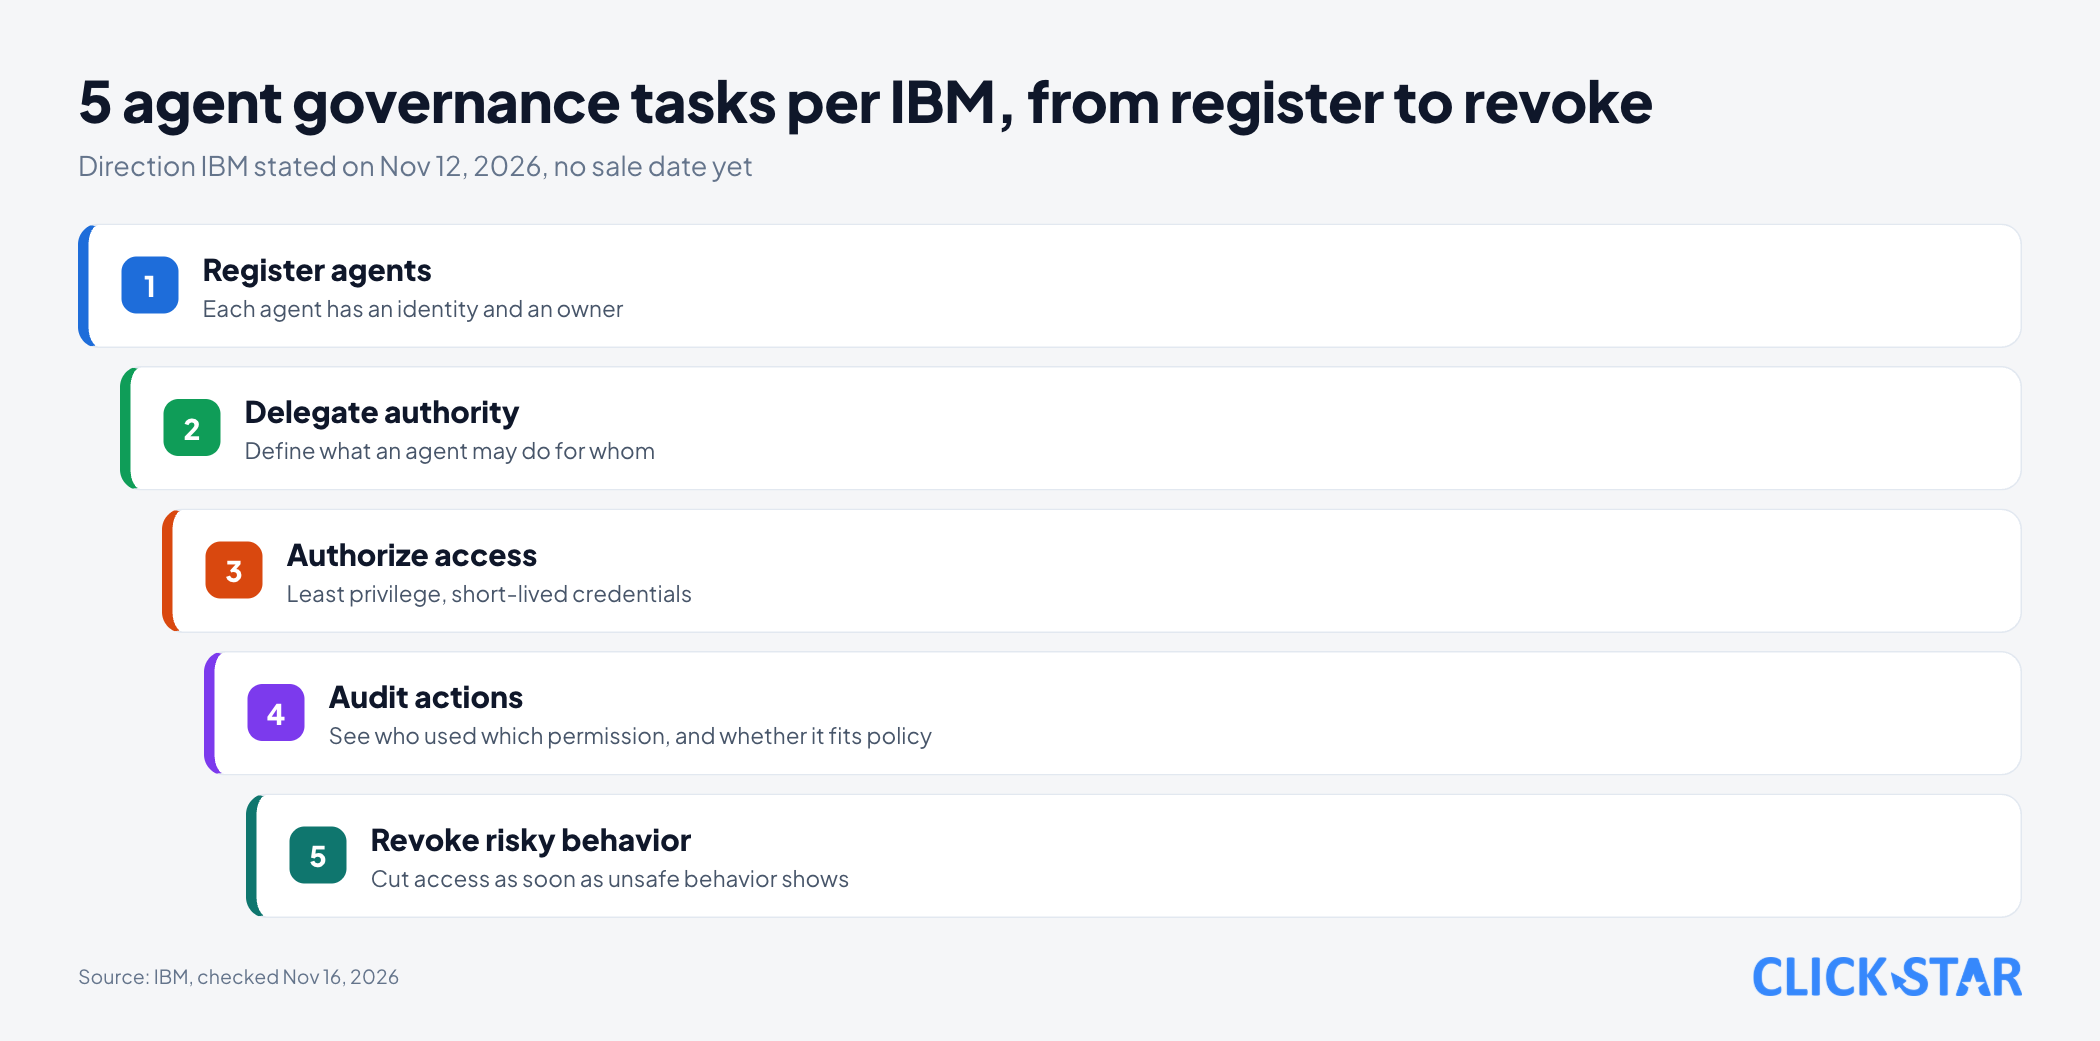 5 agent governance tasks per IBM, from register to revoke
Direction IBM stated on Nov 12, 2026, no sale date yet
1
Register agents
Each agent has an identity and an owner
2
Delegate authority
Define what an agent may do for whom
3
Authorize access
Least privilege, short-lived credentials
4
Audit actions
See who used which permission, and whether it fits policy
5
Revoke risky behavior
Cut access as soon as unsafe behavior shows
Source: IBM, checked Nov 16, 2026
CLICK STAR